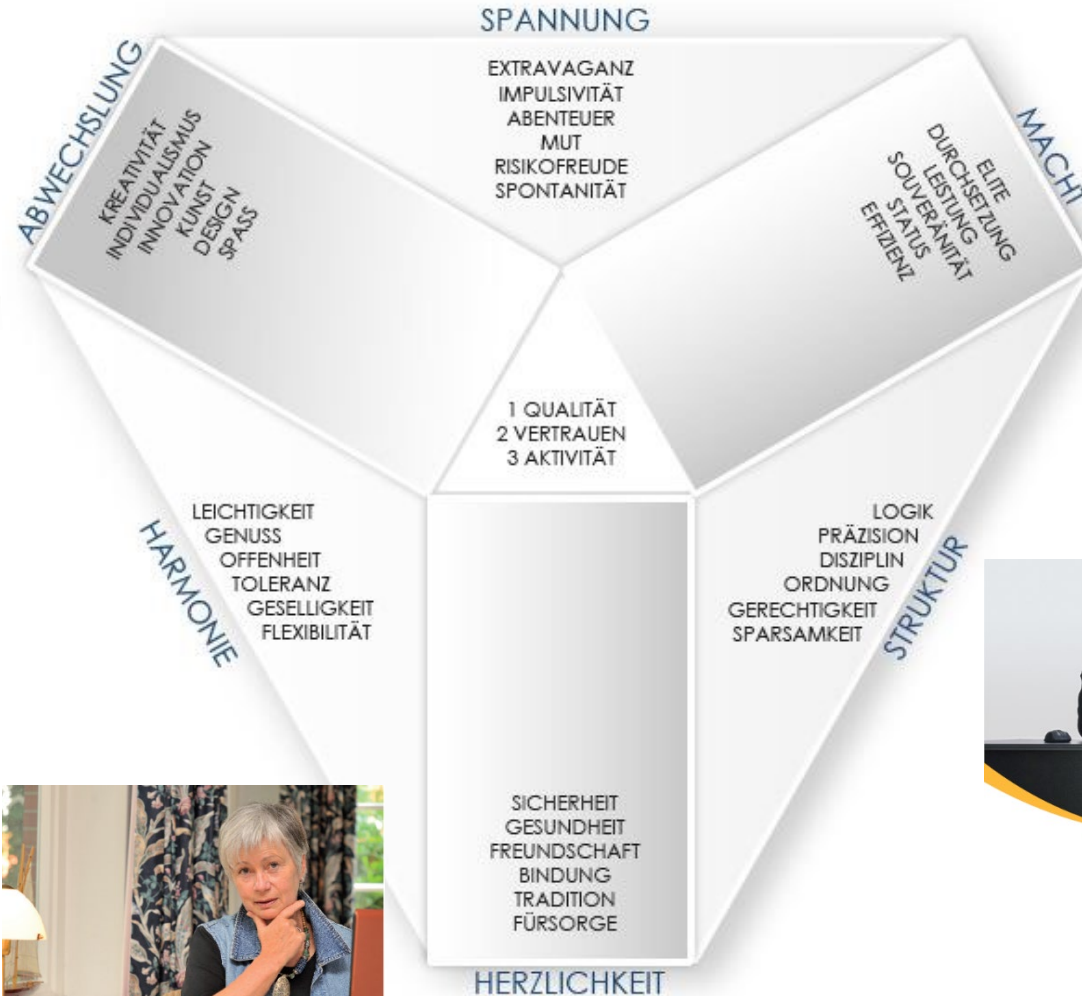 SPANNUNG
EXTRAVAGANZ
IMPULSIVITÄT
ABENTEUER
MUT
RISIKOFREUDE
SPONTANITÄT
ABWECHSLUNG
KREATIVITÄT
INDIVIDUALISMUS
INNOVATION
KUNST
DESIGN
SPASS
MACHT
ELITE
DURCHSETZUNG
LEISTUNG
SOUVERÄNITÄT
STATUS
EFFIZIENZ
1 QUALITÄT
2 VERTRAUEN
3 AKTIVITÄT
HARMONIE
LEICHTIGKEIT
GENUSS
OFFENHEIT
TOLERANZ
GESELLIGKEIT
FLEXIBILITÄT
STRUKTUR
LOGIK
PRÄZISION
DISZIPLIN
ORDNUNG
GERECHTIGKEIT
SPARSAMKEIT
SICHERHEIT
GESUNDHEIT
FREUNDSCHAFT
BINDUNG
TRADITION
FÜRSORGE
HERZLICHKEIT